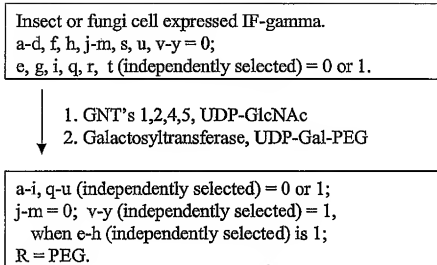 Insect or fungi cell expressed IF-gamma.
a-d, f, h, j-m, s, u, v-y = 0;
e, g, i, q, r, t (independently selected) = 0 or 1.
1. GNT's 1,2,4,5, UDP-GlcNAc
2. Galactosyltransferase, UDP-Gal-PEG
a-i, q-u (independently selected) = 0 or 1;
j-m = 0; v-y (independently selected) = 1,
when e-h (independently selected) is 1;
R = PEG.